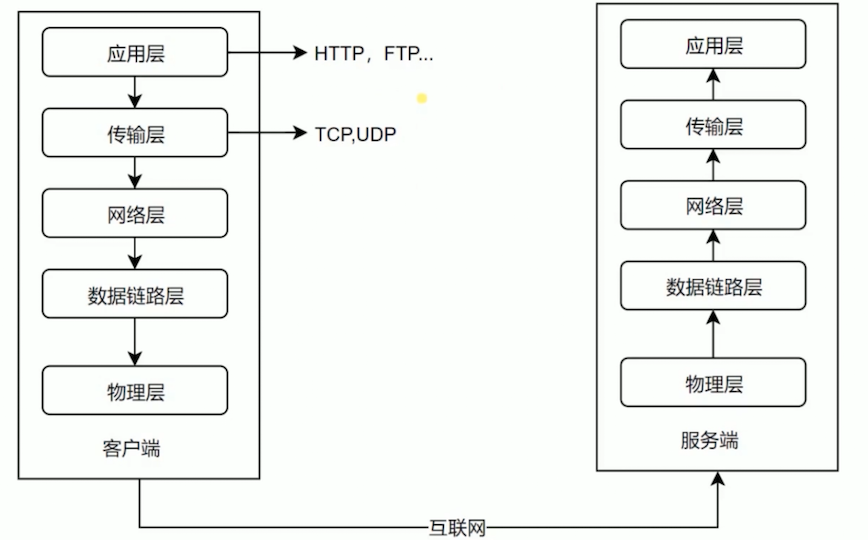 应用层
HTTP，FTP...
传输层
TCP,UDP
网络层
数据链路层
物理层
客户端
应用层
传输层
网络层
数据链路层
物理层
服务端
互联网